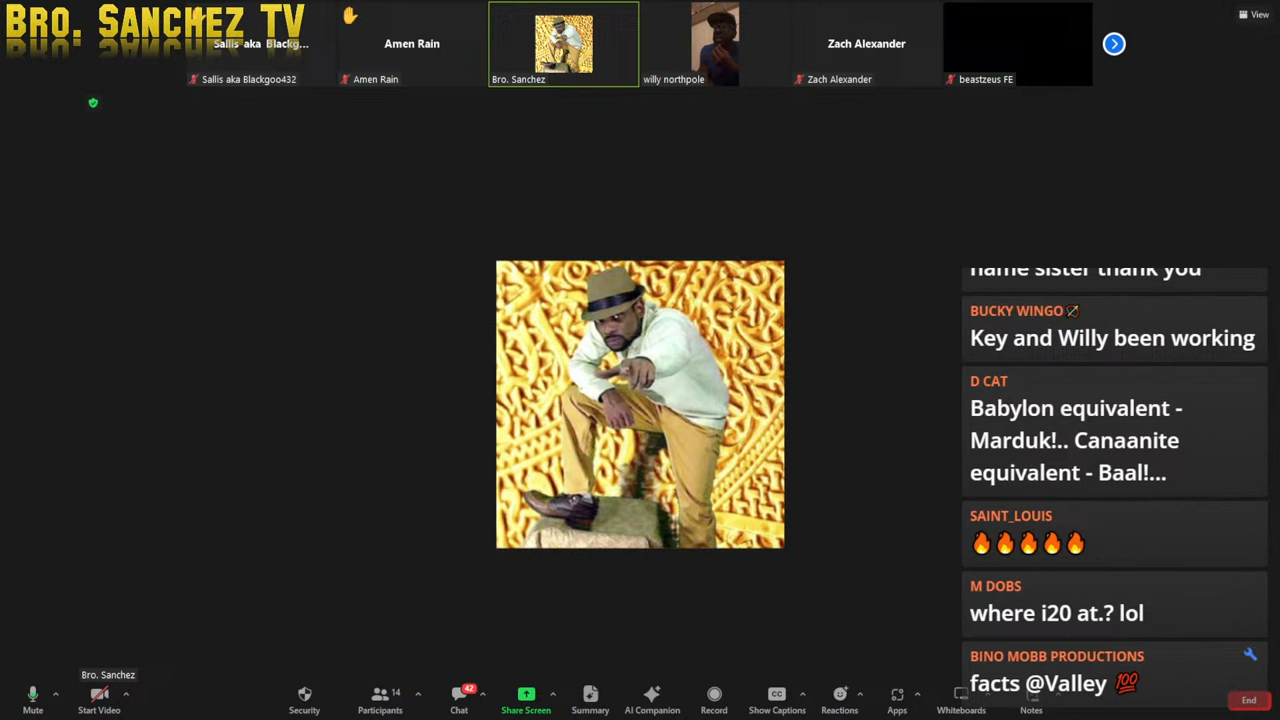 BRO. SANCHEZ TV
Sallis aka Blackg...
Amen Rain
Zach Alexander
View
Sallis aka Blackgoo432
Amen Rain
Bro. Sanchez
willy northpole
Zach Alexander
beastzeus FE
name sister thank you
BUCKY WINGO
Key and Willy been working
D CAT
Babylon equivalent -
Marduk!.. Canaanite
equivalent - Baal!...
SAINT_LOUIS
🔥🔥🔥🔥🔥
M DOBS
where i20 at.? lol
BINO MOBB PRODUCTIONS
facts @Valley 💯
Bro. Sanchez
14
42
CC
Mute
Start Video
Security
Participants
Chat
Share Screen
Summary
AI Companion
Record
Show Captions
Reactions
Apps
Whiteboards
Notes
End